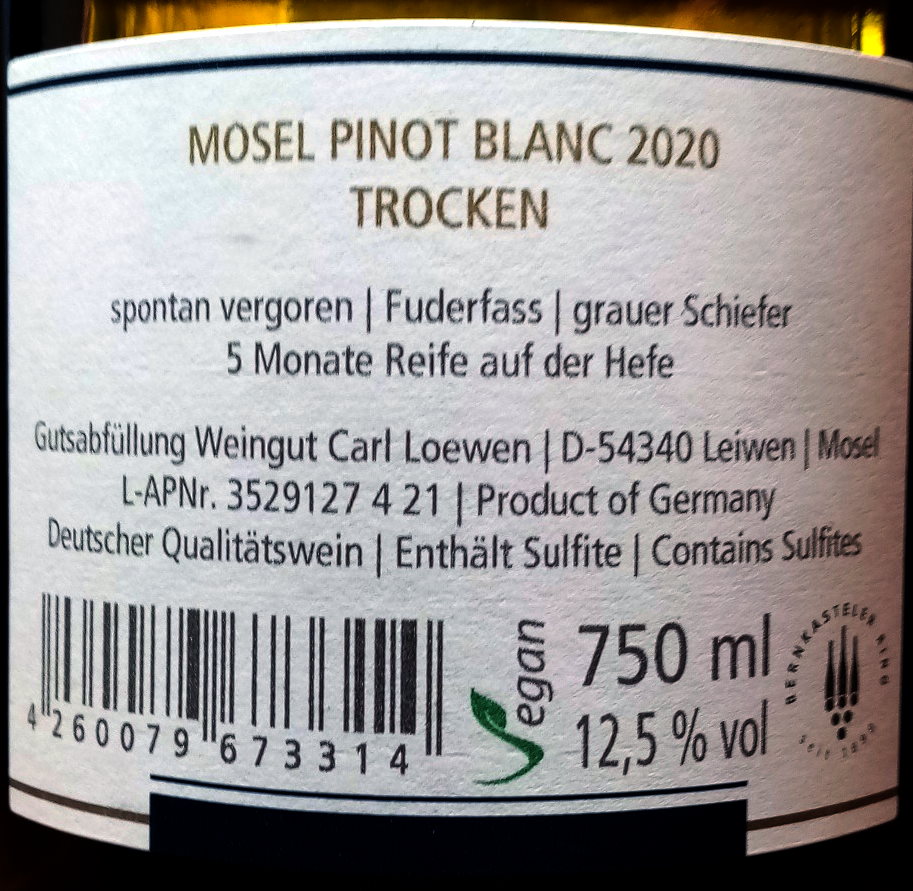 MOSEL PINOT BLANC 2020
TROCKEN
spontan vergoren | Fuderfass | grauer Schiefer
5 Monate Reife auf der Hefe
Gutsabfüllung Weingut Carl Loewen | D-54340 Leiwen | Mosel
L-APNr. 3529127 4 21 | Product of Germany
Deutscher Qualitätswein | Enthält Sulfite | Contains Sulfites
Vegan
750 ml
12,5 % vol
BERNKASTELER RING
seit 1899
4 260079 673314